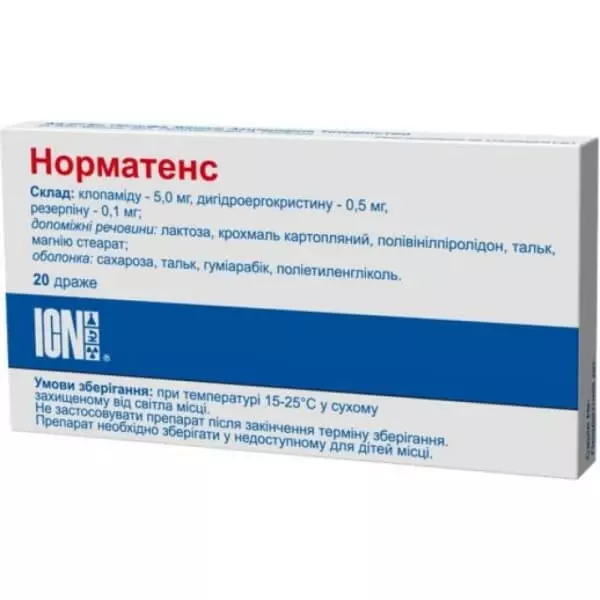 Норматенс
Склад: клопаміду - 5,0 мг, дигідроергокристину - 0,5 мг,
резерпіну - 0,1 мг;
допоміжні речовини: лактоза, крохмаль картопляний, полівінілпіролідон, тальк,
магнію стеарат;
оболонка: сахароза, тальк, гуміарабік, поліетиленгліколь.
20 драже
ICN ®
Умови зберігання: при температурі 15-25°C у сухому
захищеному від світла місці.
Не застосовувати препарат після закінчення терміну зберігання.
Препарат необхідно зберігати у недоступному для дітей місці.